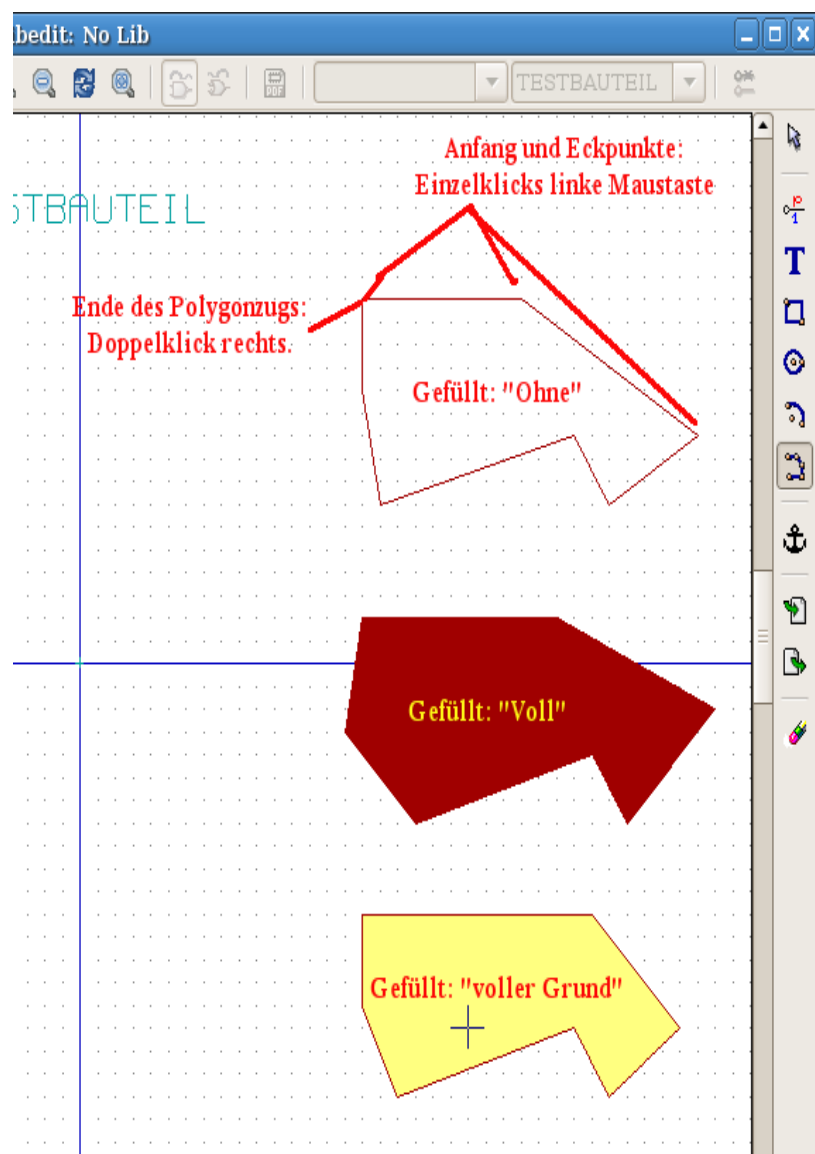 bedit: No Lib
PDF
TESTBAUTEIL
Anfang und Eckpunkte:
Einzelklicks linke Maustaste
STBAUTEIL
Ende des Polygonzugs:
Doppelklick rechts.
Gefüllt: "Ohne"
T
Gefüllt: "Voll"
Gefüllt: "voller Grund"